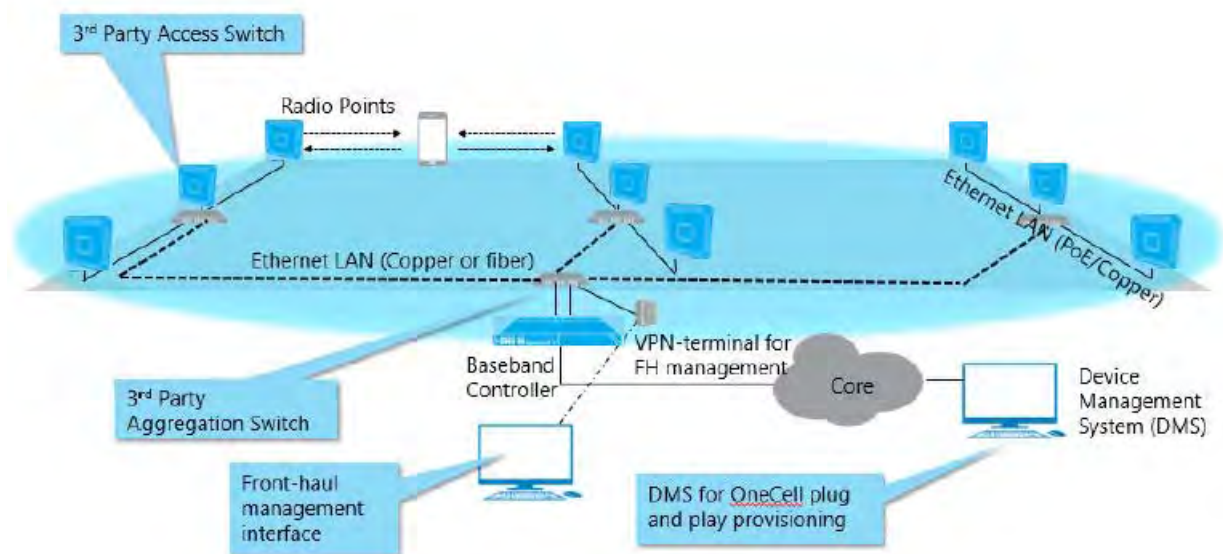 3rd Party Access Switch
Radio Points
Ethernet LAN (PoE/Copper)
Ethernet LAN (Copper or fiber)
Baseband
Controller
VPN-terminal for
FH management
Core
Device
Management
System (DMS)
3rd Party
Aggregation Switch
Front-haul
management
interface
DMS for OneCell plug
and play provisioning